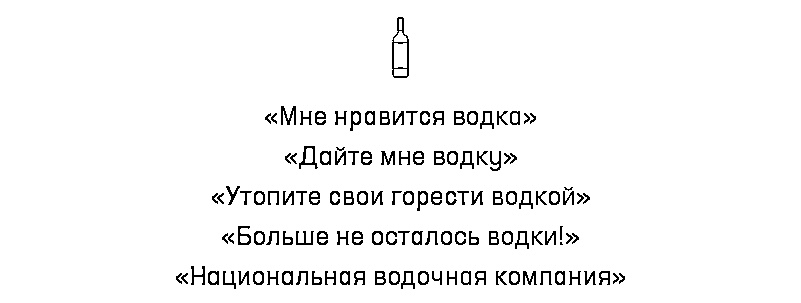 «Мне нравится водка»
«Дайте мне водку»
«Утопите свои горести водкой»
«Больше не осталось водки!»
«Национальная водочная компания»